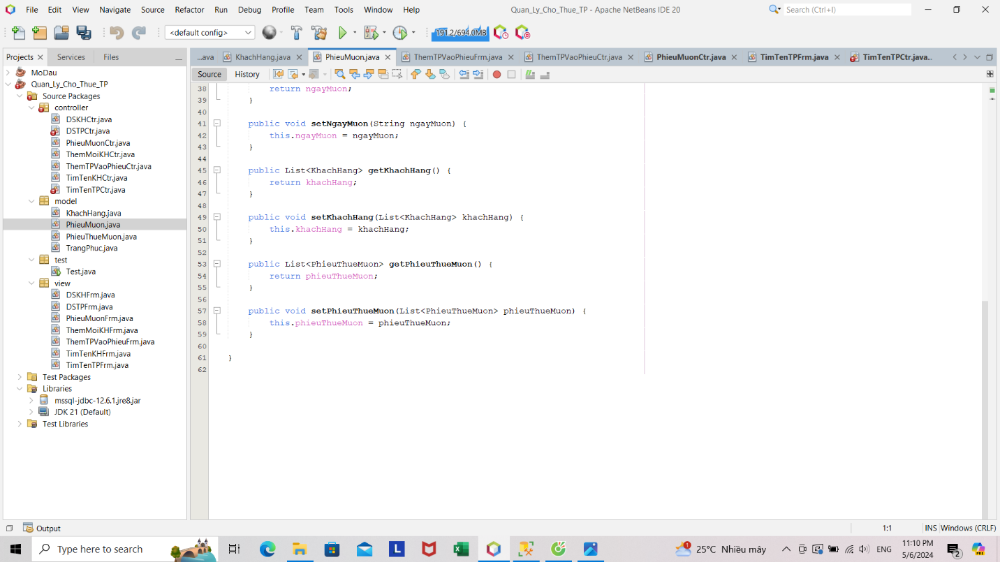 File Edit View Navigate Source Refactor Run Debug Profile Team Tools Window Help Quan_Ly_Cho_Thue_TP - Apache NetBeans IDE 20 Search (Ctrl+I)
<default config> 191.2/694.0MB
Projects Services Files ...ava KhachHang.java PhieuMuon.java ThemTPVaoPhieuFrm.java ThemTPVaoPhieuCtr.java PhieuMuonCtr.java TimTenTPFrm.java TimTenTPCtr.java...
Source History
MoDau
Quan_Ly_Cho_Thue_TP
Source Packages
controller
DSKHCtr.java
DSTPCtr.java
PhieuMuonCtr.java
ThemMoiKHCtr.java
ThemTPVaoPhieuCtr.java
TimTenKHCtr.java
TimTenTPCtr.java
model
KhachHang.java
PhieuMuon.java
PhieuThueMuon.java
TrangPhuc.java
test
Test.java
view
DSKHFrm.java
DSTPFrm.java
PhieuMuonFrm.java
ThemMoiKHFrm.java
ThemTPVaoPhieuFrm.java
TimTenKHFrm.java
TimTenTPFrm.java
Test Packages
Libraries
mssql-jdbc-12.6.1.jre8.jar
JDK 21 (Default)
Test Libraries
38 return ngayMuon;
39 }
40
41 public void setNgayMuon(String ngayMuon) {
42 this.ngayMuon = ngayMuon;
43 }
44
45 public List<KhachHang> getKhachHang() {
46 return khachHang;
47 }
48
49 public void setKhachHang(List<KhachHang> khachHang) {
50 this.khachHang = khachHang;
51 }
52
53 public List<PhieuThueMuon> getPhieuThueMuon() {
54 return phieuThueMuon;
55 }
56
57 public void setPhieuThueMuon(List<PhieuThueMuon> phieuThueMuon) {
58 this.phieuThueMuon = phieuThueMuon;
59 }
60
61 }
62
Output 1:1 INS Windows (CRLF)
Type here to search L 1 25°C Nhiều mây ENG 11:10 PM 2 PRE
5/6/2024